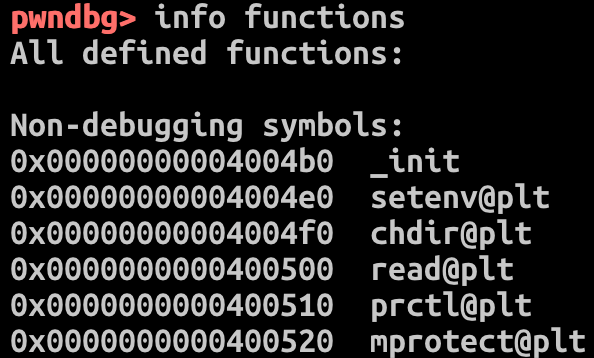 pwndbg> info functions
All defined functions:

Non-debugging symbols:
0x00000000004004b0  _init
0x00000000004004e0  setenv@plt
0x00000000004004f0  chdir@plt
0x0000000000400500  read@plt
0x0000000000400510  prctl@plt
0x0000000000400520  mprotect@plt